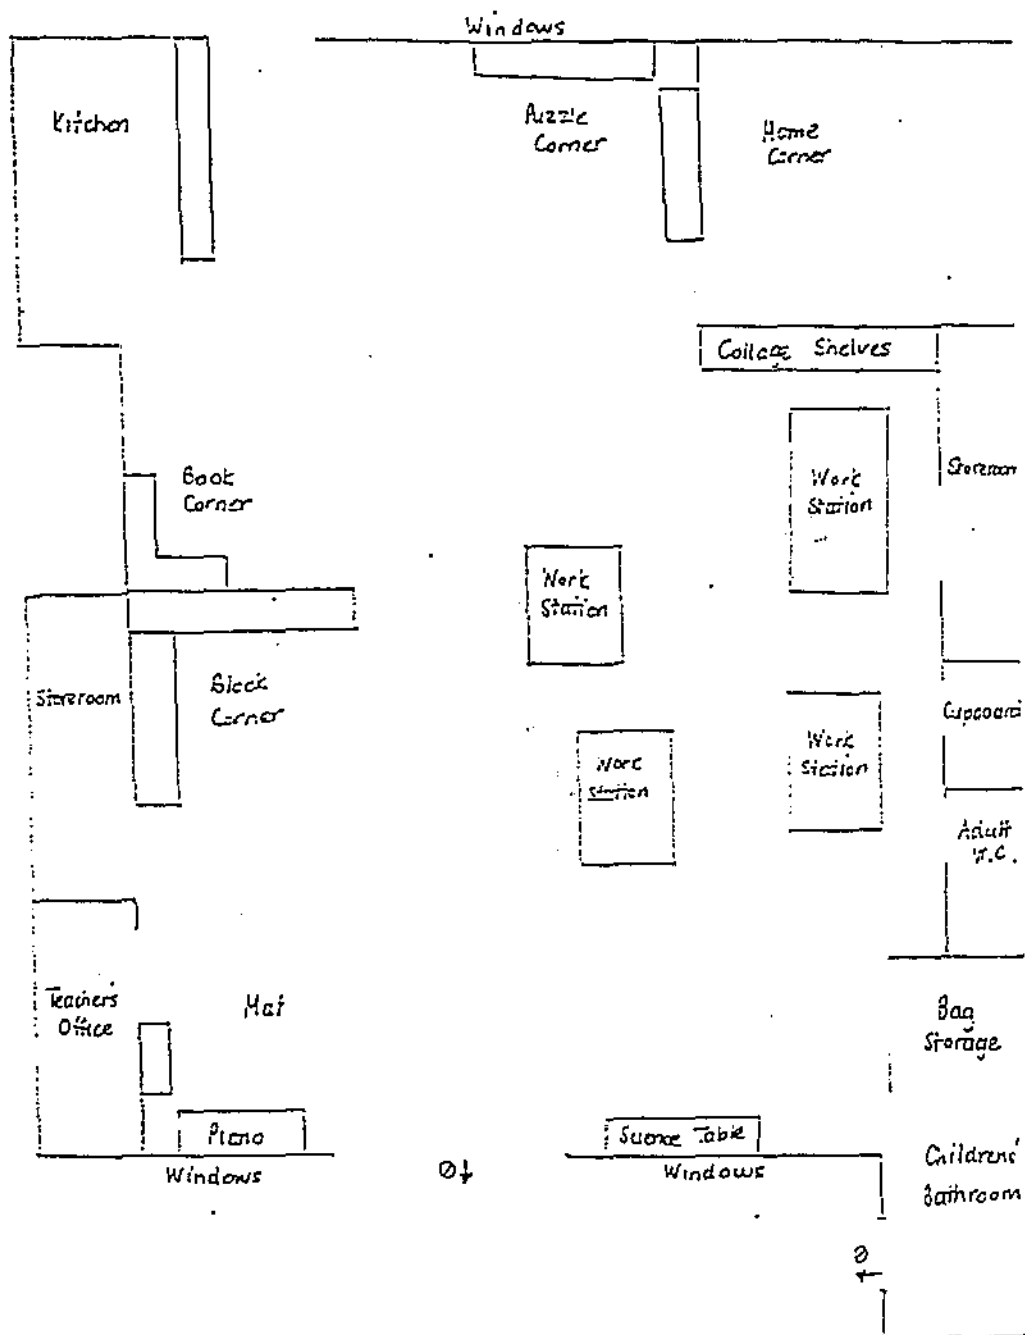 Windows
Kitchen
Puzzle
Corner
Home
Corner
Collage Shelves
Book
Corner
Work
Station
Storeroom
Work
Station
Storeroom
Block
Corner
Work
Station
Work
Station
Cupboard
Adult
W.C.
Teacher's
Office
Mat
Bag
Storage
Piano
Science Table
Windows
Windows
Childrens'
Bathroom